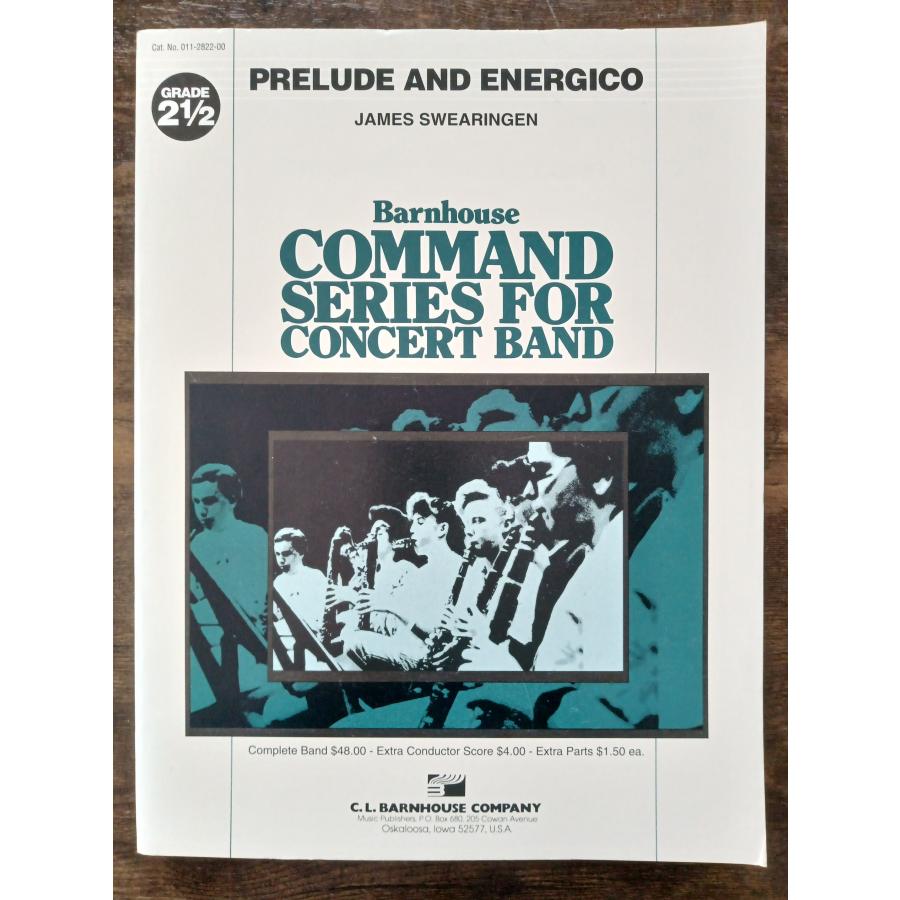 Cat. No. 011-2822-00
GRADE
2½
PRELUDE AND ENERGICO
JAMES SWEARINGEN
Barnhouse
COMMAND
SERIES FOR
CONCERT BAND
Complete Band $48.00 - Extra Conductor Score $4.00 - Extra Parts $1.50 ea.
B
C.L. BARNHOUSE COMPANY
Music Publishers, P.O. Box 680, 205 Cowan Avenue
Oskaloosa, Iowa 52577, U.S.A.